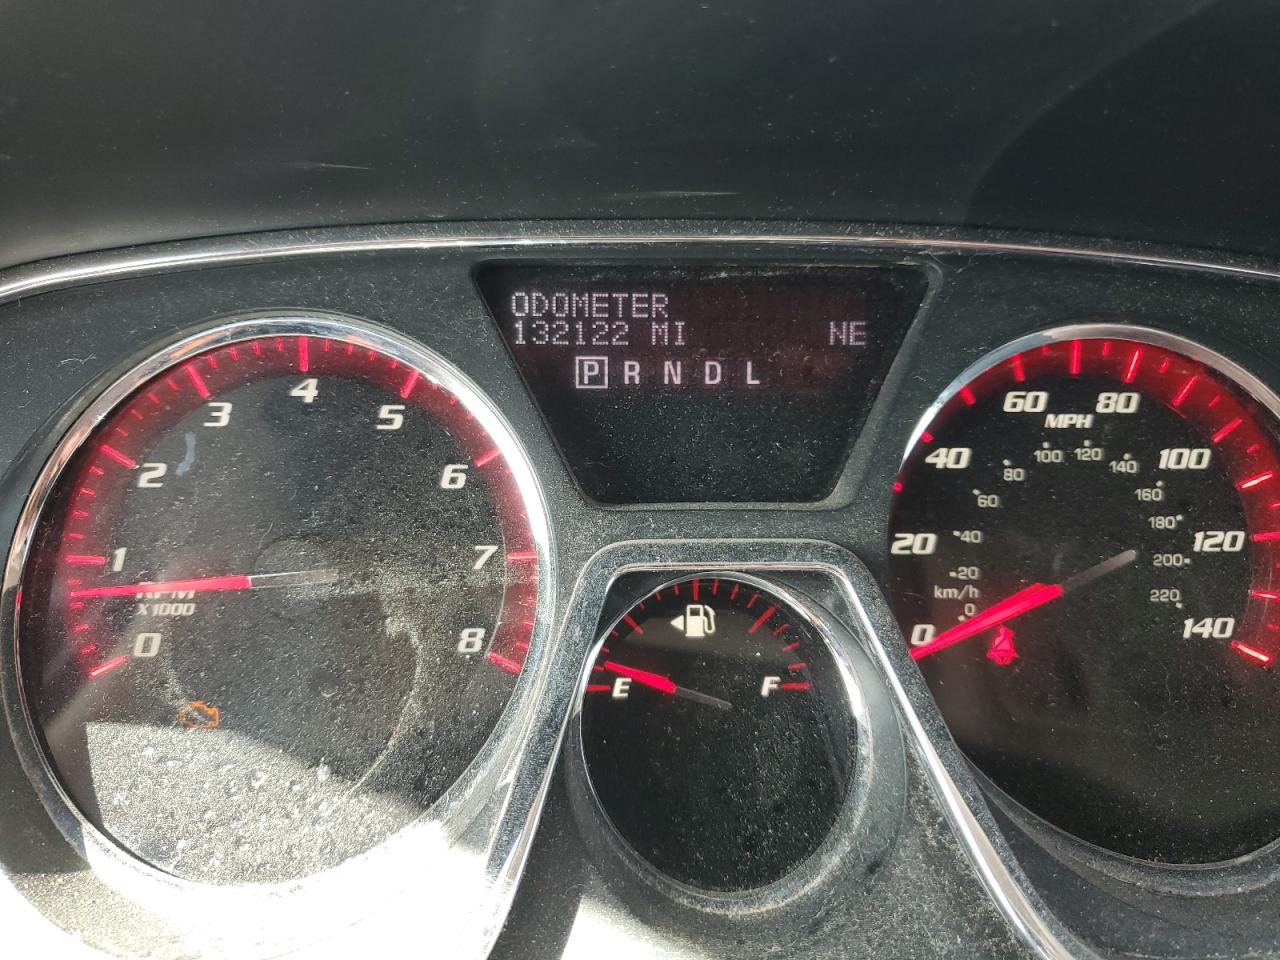 ODOMETER
132122 MI NE
P R N D L
0 1 2 3 4 5 6 7 8
RPM
X1000
E F
0 20 40 60 80 100 120 140
MPH
0 20 40 60 80 100 120 140 160 180 200 220
km/h